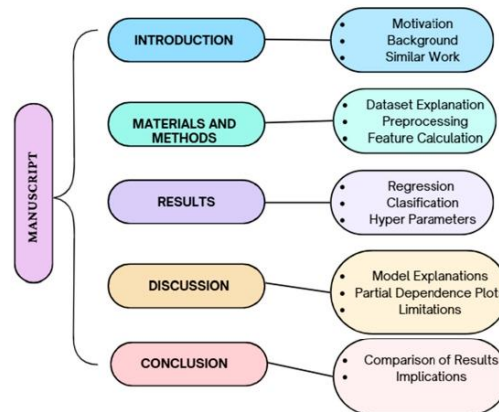 MANUSCRIPT
INTRODUCTION
• Motivation
• Background
• Similar Work
MATERIALS AND
METHODS
• Dataset Explanation
• Preprocessing
• Feature Calculation
RESULTS
• Regression
• Clasification
• Hyper Parameters
DISCUSSION
• Model Explanations
• Partial Dependence Plot
• Limitations
CONCLUSION
• Comparison of Results
• Implications